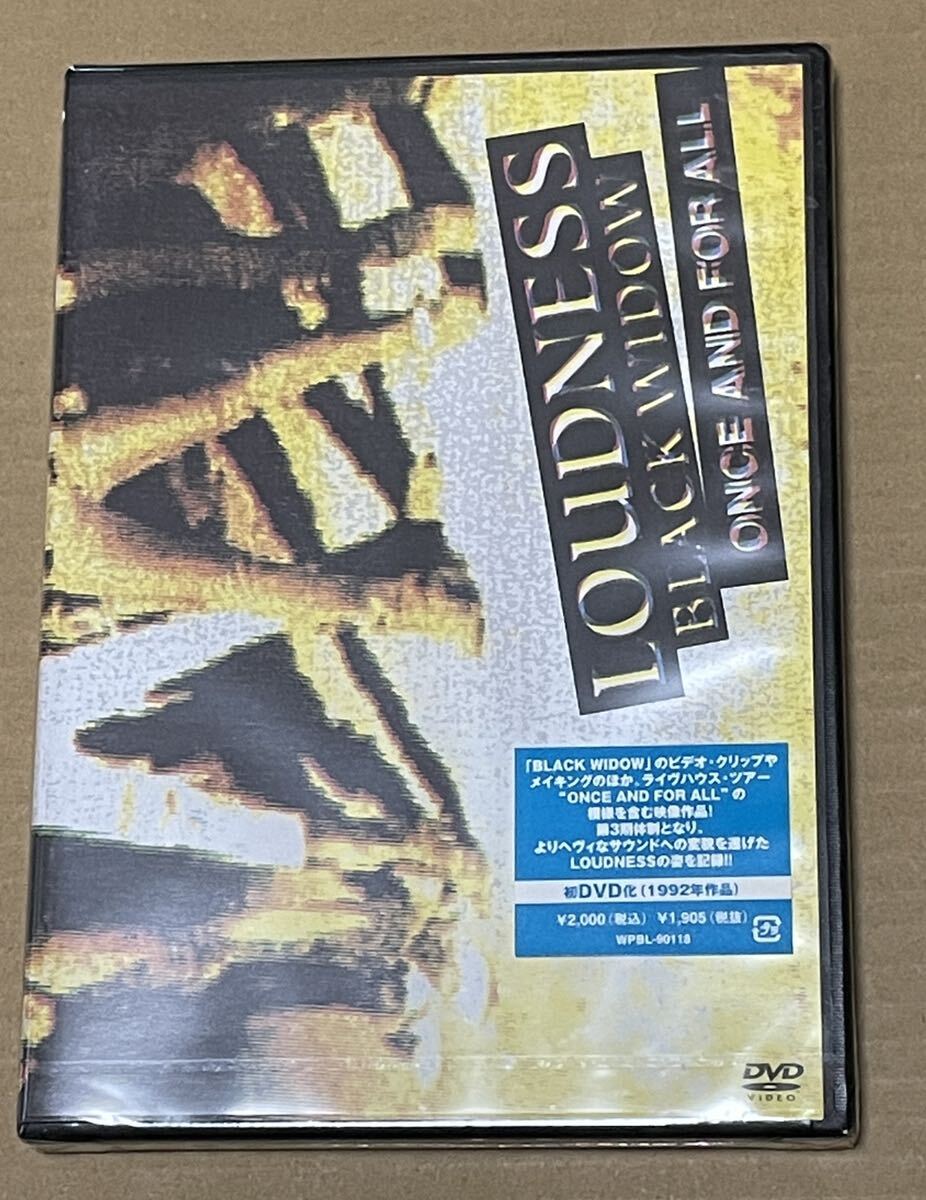 LOUDNESS
BLACK WIDOW
ONCE AND FOR ALL
「BLACK WIDOW」のビデオ・クリップや
メイキングのほか、ライヴハウス・ツアー
"ONCE AND FOR ALL"の
模様を含む映像作品!
第3期体制となり、
よりヘヴィなサウンドへの変貌を遂げた
LOUDNESSの姿を記録!!
初DVD化(1992年作品)
¥2,000(税込) ¥1,905(税抜)
WPBL-90118
DVD
VIDEO